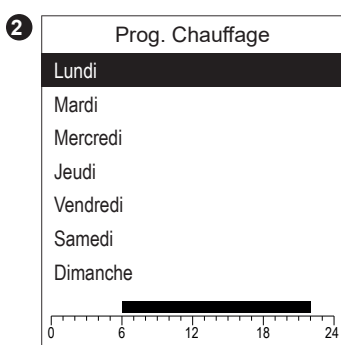 2
Prog. Chauffage
Lundi
Mardi
Mercredi
Jeudi
Vendredi
Samedi
Dimanche
0 6 12 18 24